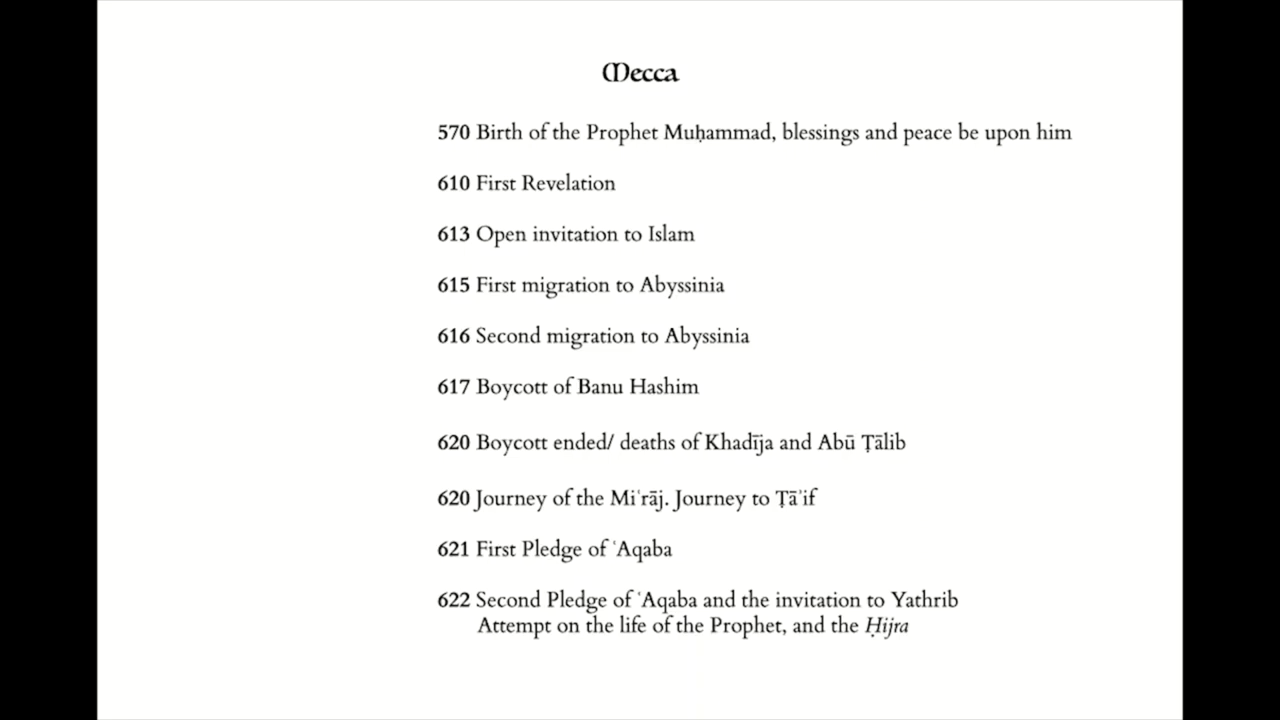 Mecca
570 Birth of the Prophet Muḥammad, blessings and peace be upon him
610 First Revelation
613 Open invitation to Islam
615 First migration to Abyssinia
616 Second migration to Abyssinia
617 Boycott of Banu Hashim
620 Boycott ended/ deaths of Khadīja and Abū Ṭālib
620 Journey of the Miʿrāj. Journey to Ṭāʾif
621 First Pledge of ʿAqaba
622 Second Pledge of ʿAqaba and the invitation to Yathrib
Attempt on the life of the Prophet, and the Ḥijra